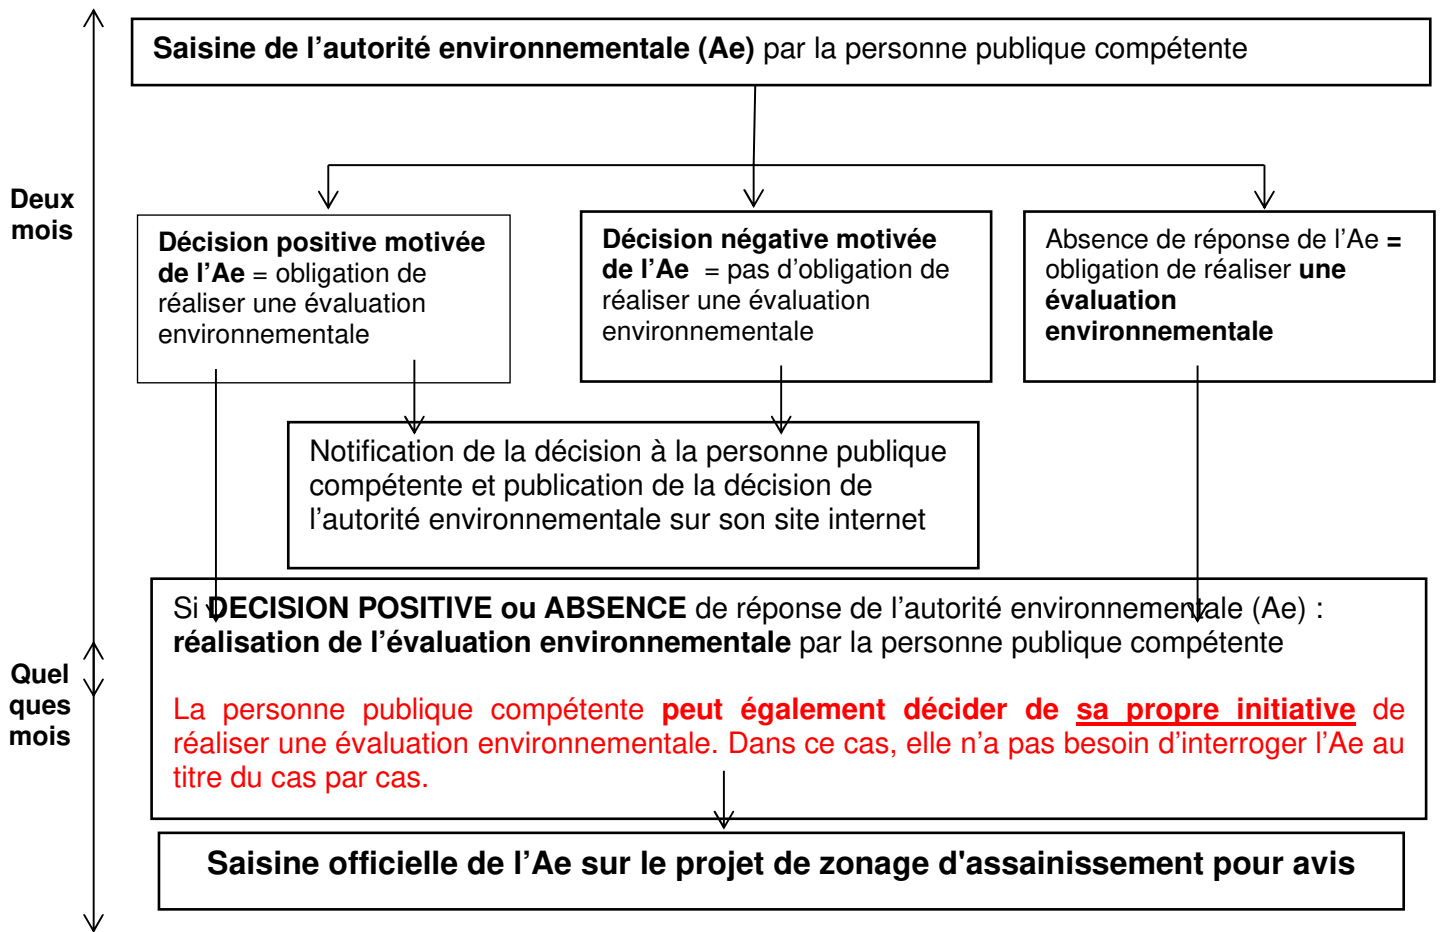 Saisine de l'autorité environnementale (Ae) par la personne publique compétente
Deux
mois
Décision positive motivée
de l'Ae = obligation de
réaliser une évaluation
environnementale
Décision négative motivée
de l'Ae = pas d'obligation de
réaliser une évaluation
environnementale
Absence de réponse de l'Ae =
obligation de réaliser une
évaluation
environnementale
Notification de la décision à la personne publique
compétente et publication de la décision de
l'autorité environnementale sur son site internet
Si DECISION POSITIVE ou ABSENCE de réponse de l'autorité environnementale (Ae) :
réalisation de l'évaluation environnementale par la personne publique compétente
Quel
ques
mois
La personne publique compétente peut également décider de sa propre initiative de
réaliser une évaluation environnementale. Dans ce cas, elle n'a pas besoin d'interroger l'Ae au
titre du cas par cas.
Saisine officielle de l'Ae sur le projet de zonage d'assainissement pour avis